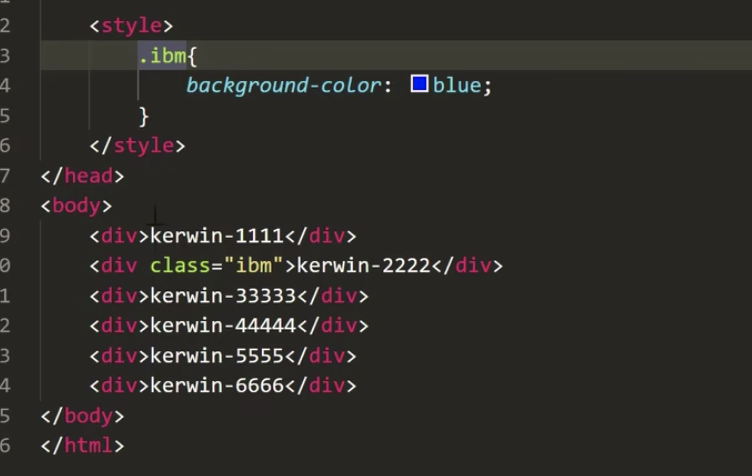 2 <style>
3 .ibm{
4 background-color: blue;
5 }
6 </style>
7 </head>
8 <body>
9 <div>kerwin-1111</div>
0 <div class="ibm">kerwin-2222</div>
1 <div>kerwin-33333</div>
2 <div>kerwin-44444</div>
3 <div>kerwin-5555</div>
4 <div>kerwin-6666</div>
5 </body>
6 </html>